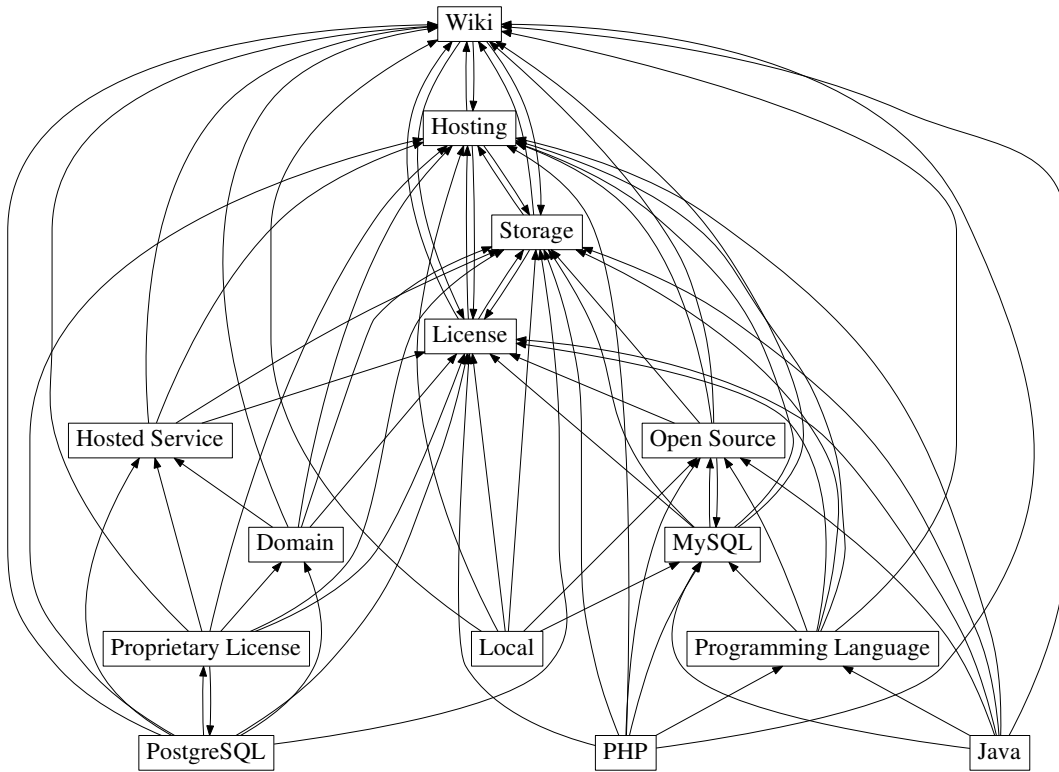 Wiki
Hosting
Storage
License
Hosted Service
Open Source
Domain
MySQL
Proprietary License
Local
Programming Language
PostgreSQL
PHP
Java